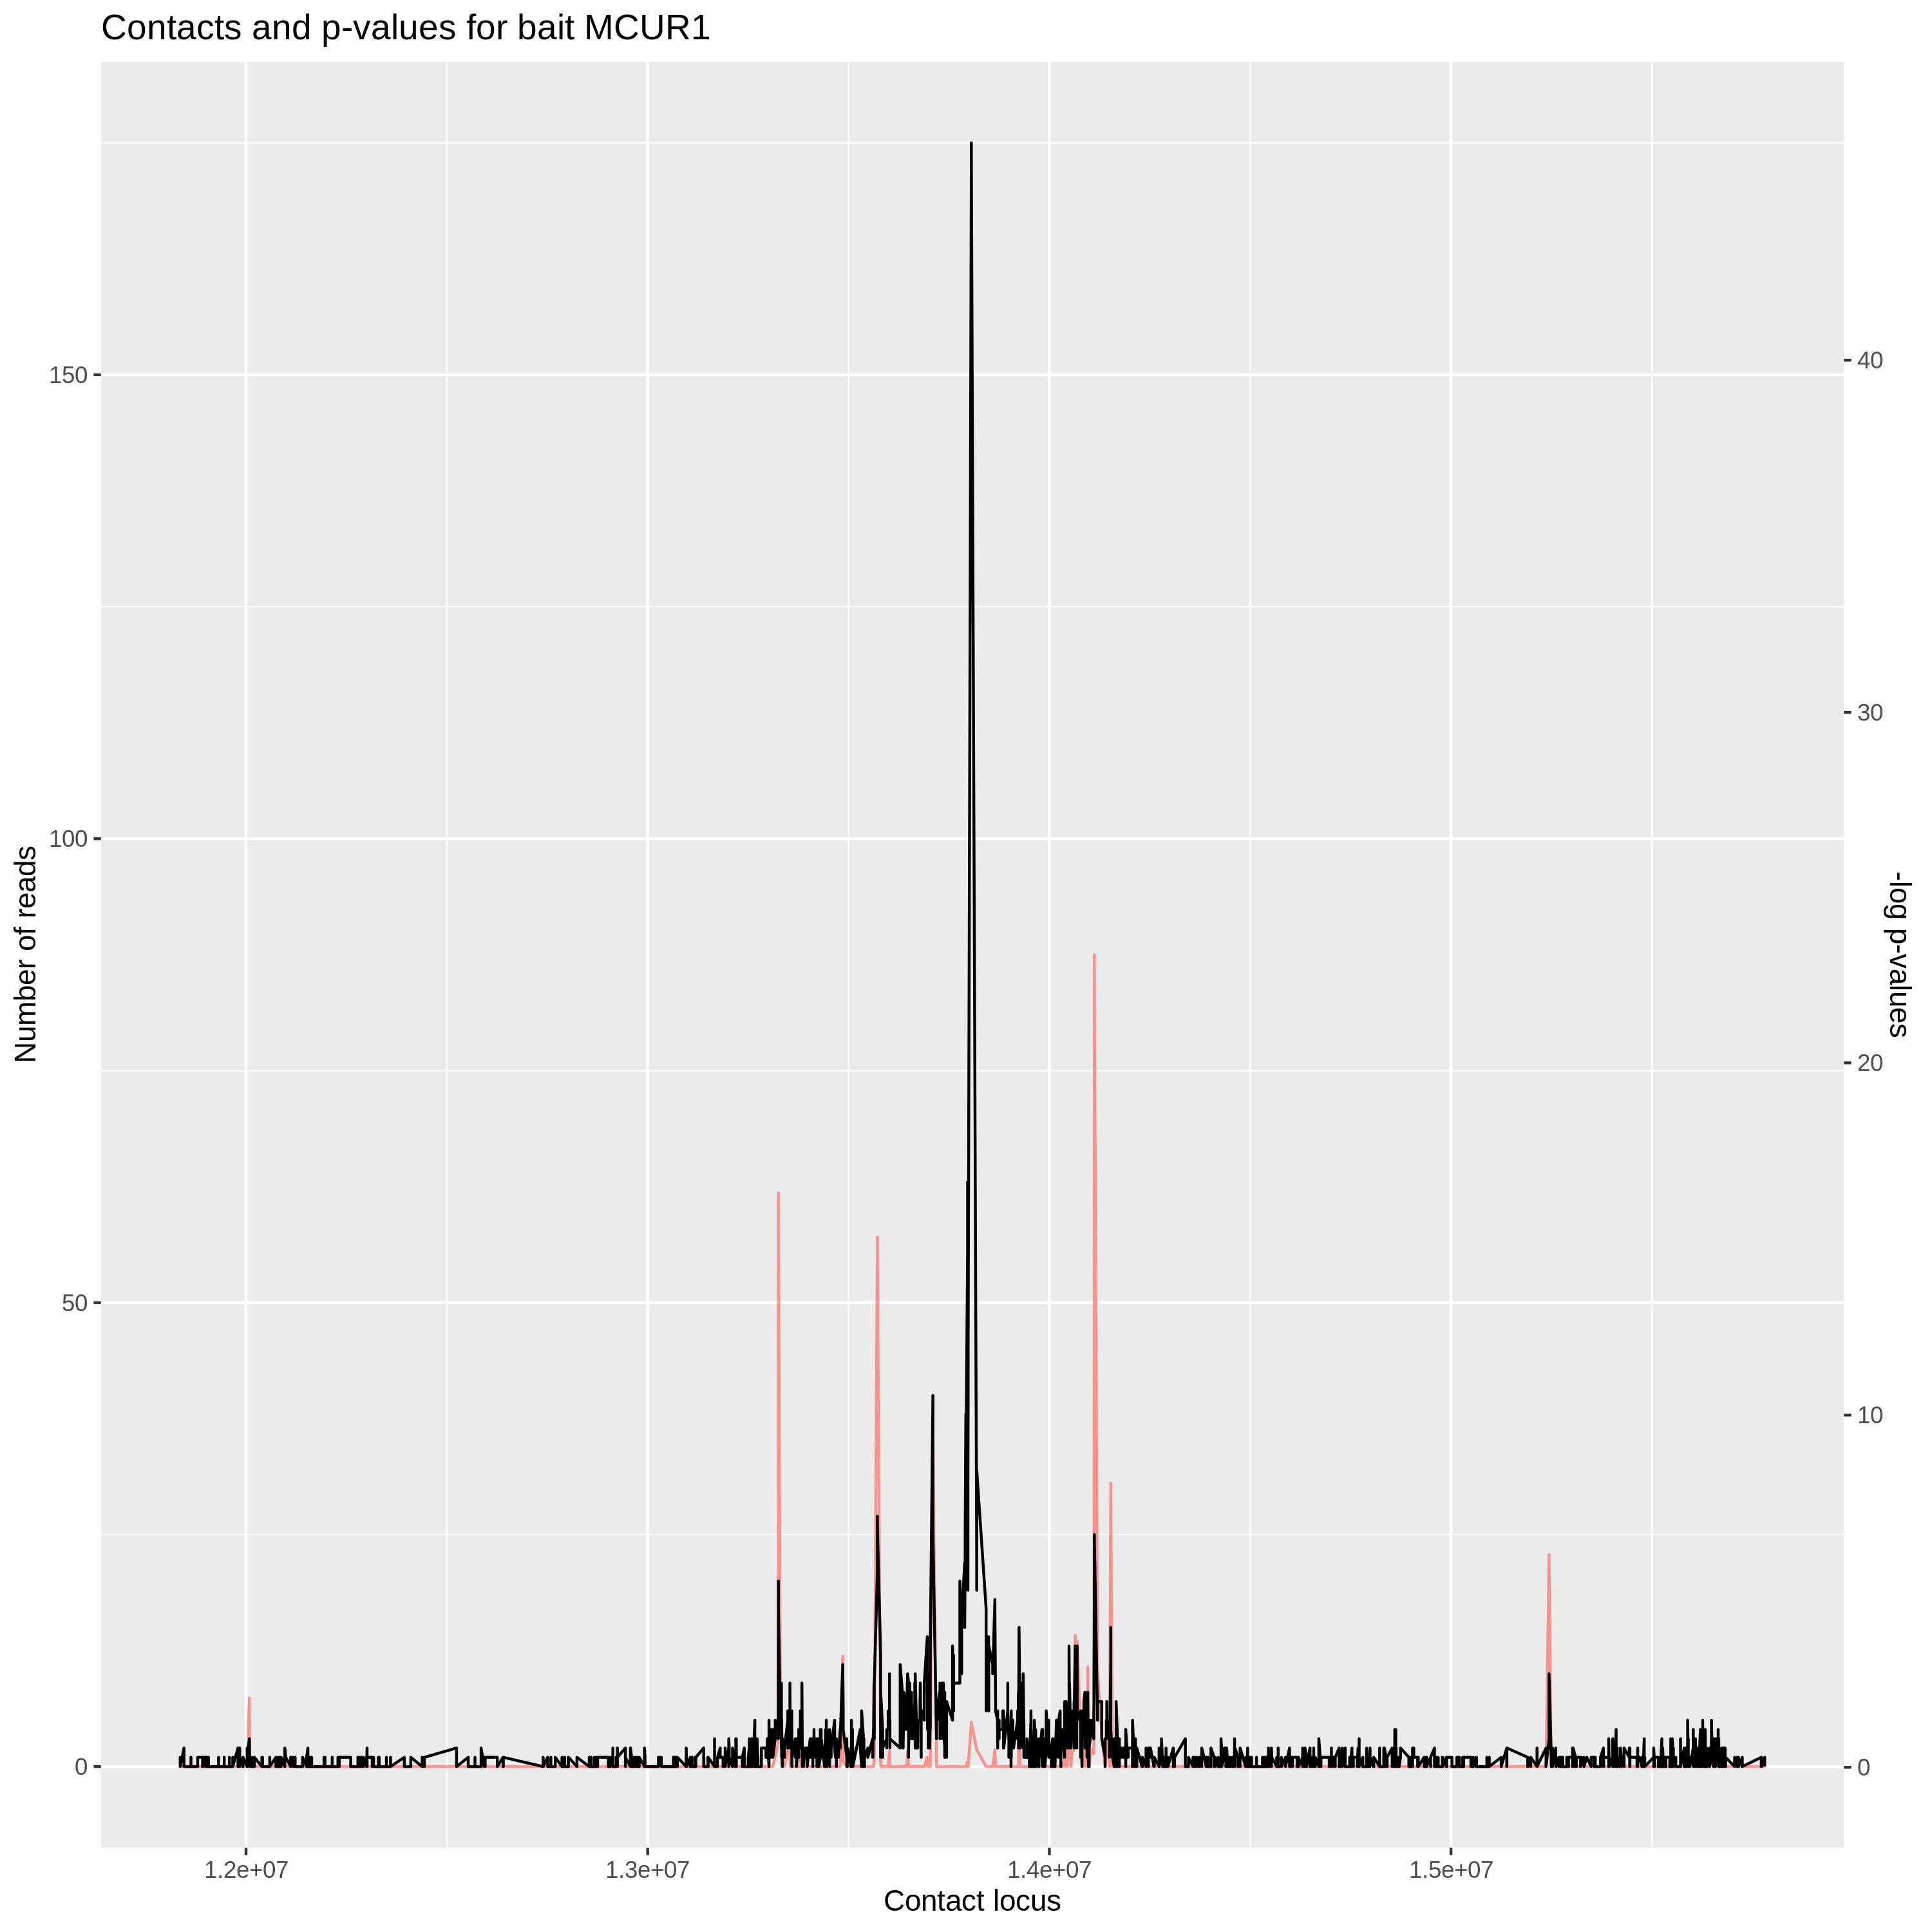 Contacts and p-values for bait MCUR1
150
100
50
0
Number of reads
40
30
20
10
0
-log p-values
1.2e+07
1.3e+07
1.4e+07
1.5e+07
Contact locus